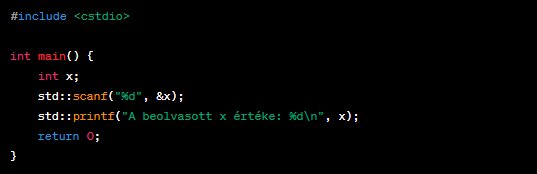 #include <cstdio>
int main() {
    int x;
    std::scanf("%d", &x);
    std::printf("A beolvasott x értéke: %d\n", x);
    return 0;
}